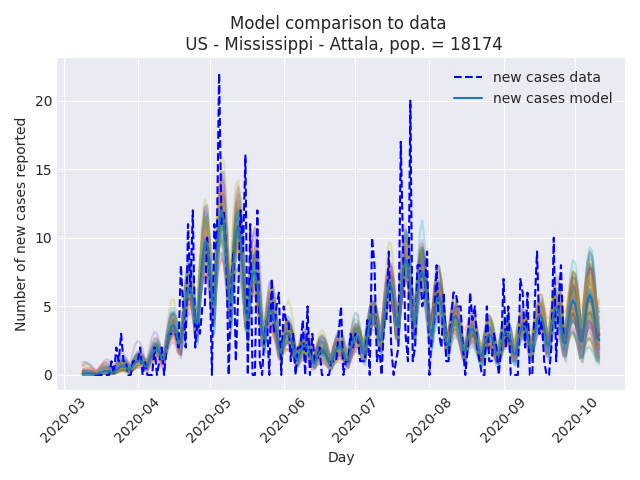 Model comparison to data
US - Mississippi - Attala, pop. = 18174
new cases data
new cases model
Number of new cases reported
20
15
10
5
0
2020-03
2020-04
2020-05
2020-06
2020-07
2020-08
2020-09
2020-10
Day